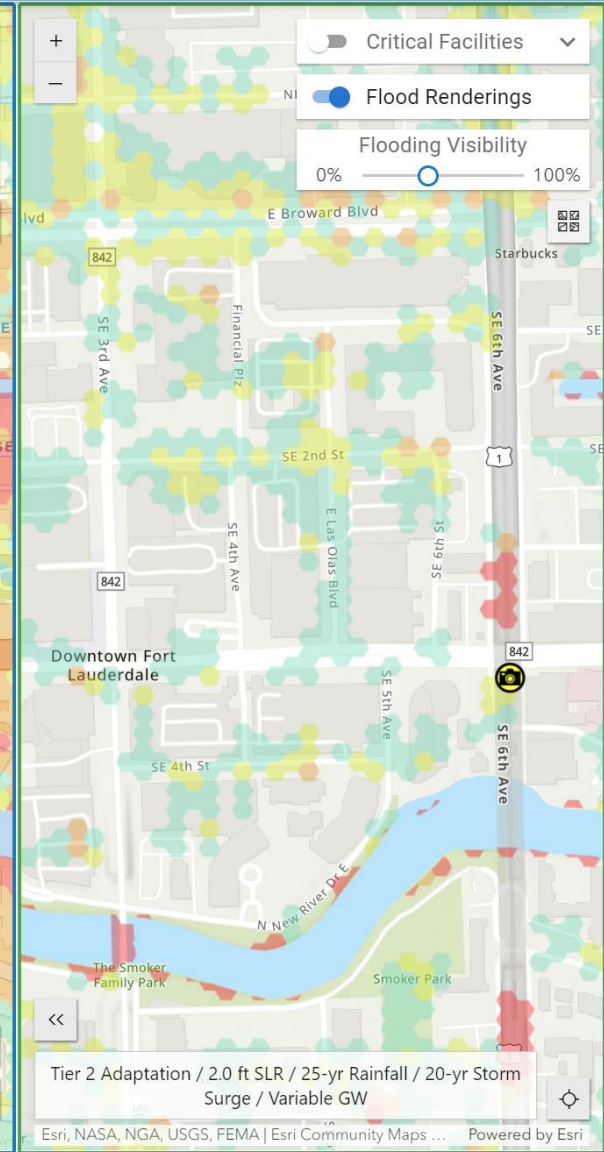 +
Critical Facilities
−
Flood Renderings
Flooding Visibility
0%
100%
lvd
E Broward Blvd
842
Starbucks
SE 3rd Ave
Financial Plz
SE 6th Ave
SE
SE 2nd St
1
SE
E Las Olas Blvd
SE 6th St
SE 4th Ave
842
842
Downtown Fort
Lauderdale
SE 5th Ave
SE 6th Ave
SE 4th St
N New River Dr E
The Smoker
Family Park
Smoker Park
1
Tier 2 Adaptation / 2.0 ft SLR / 25-yr Rainfall / 20-yr Storm
Surge / Variable GW
Esri, NASA, NGA, USGS, FEMA | Esri Community Maps ...
Powered by Esri